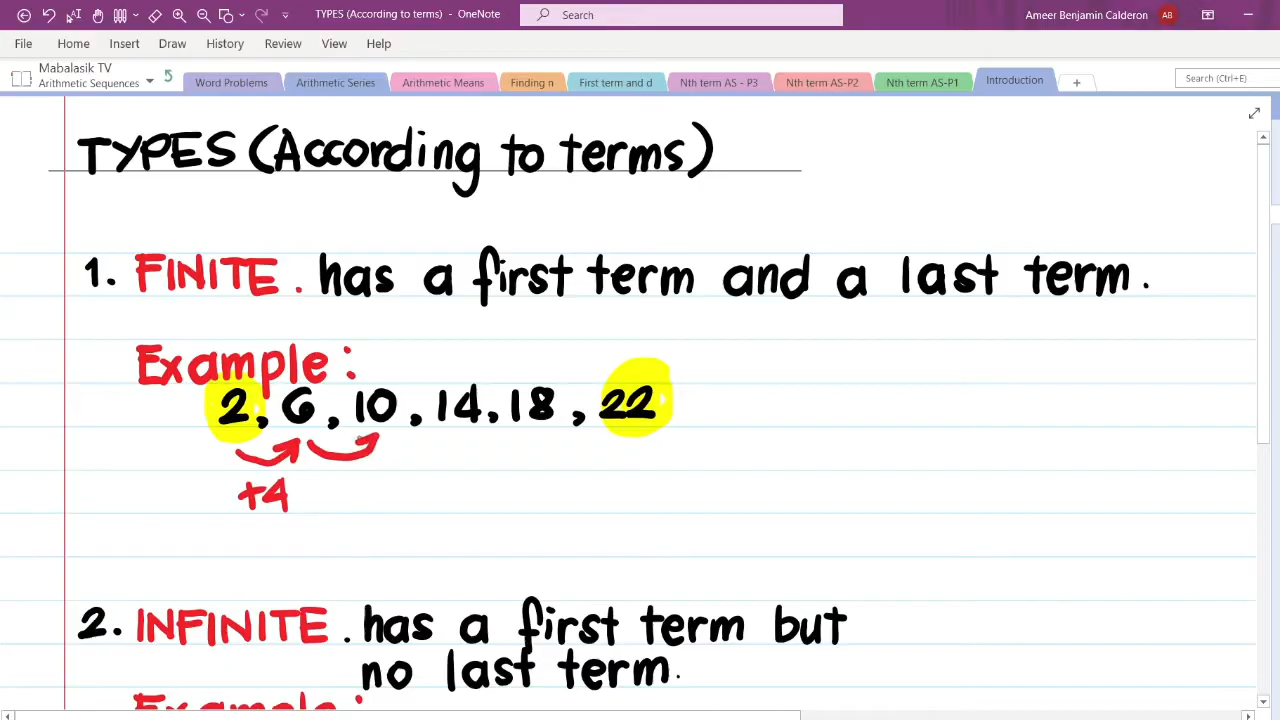 TYPES (According to terms) - OneNote
Search
Ameer Benjamin Calderon
AB
File Home Insert Draw History Review View Help
Mabalasik TV
Arithmetic Sequences
Word Problems
Arithmetic Series
Arithmetic Means
Finding n
First term and d
Nth term AS - P3
Nth term AS-P2
Nth term AS-P1
Introduction
+
Search (Ctrl+E)
TYPES (According to terms)
1. FINITE . has a first term and a last term.
Example:
2, 6, 10, 14, 18, 22
+4
2. INFINITE . has a first term but
no last term.
Example: